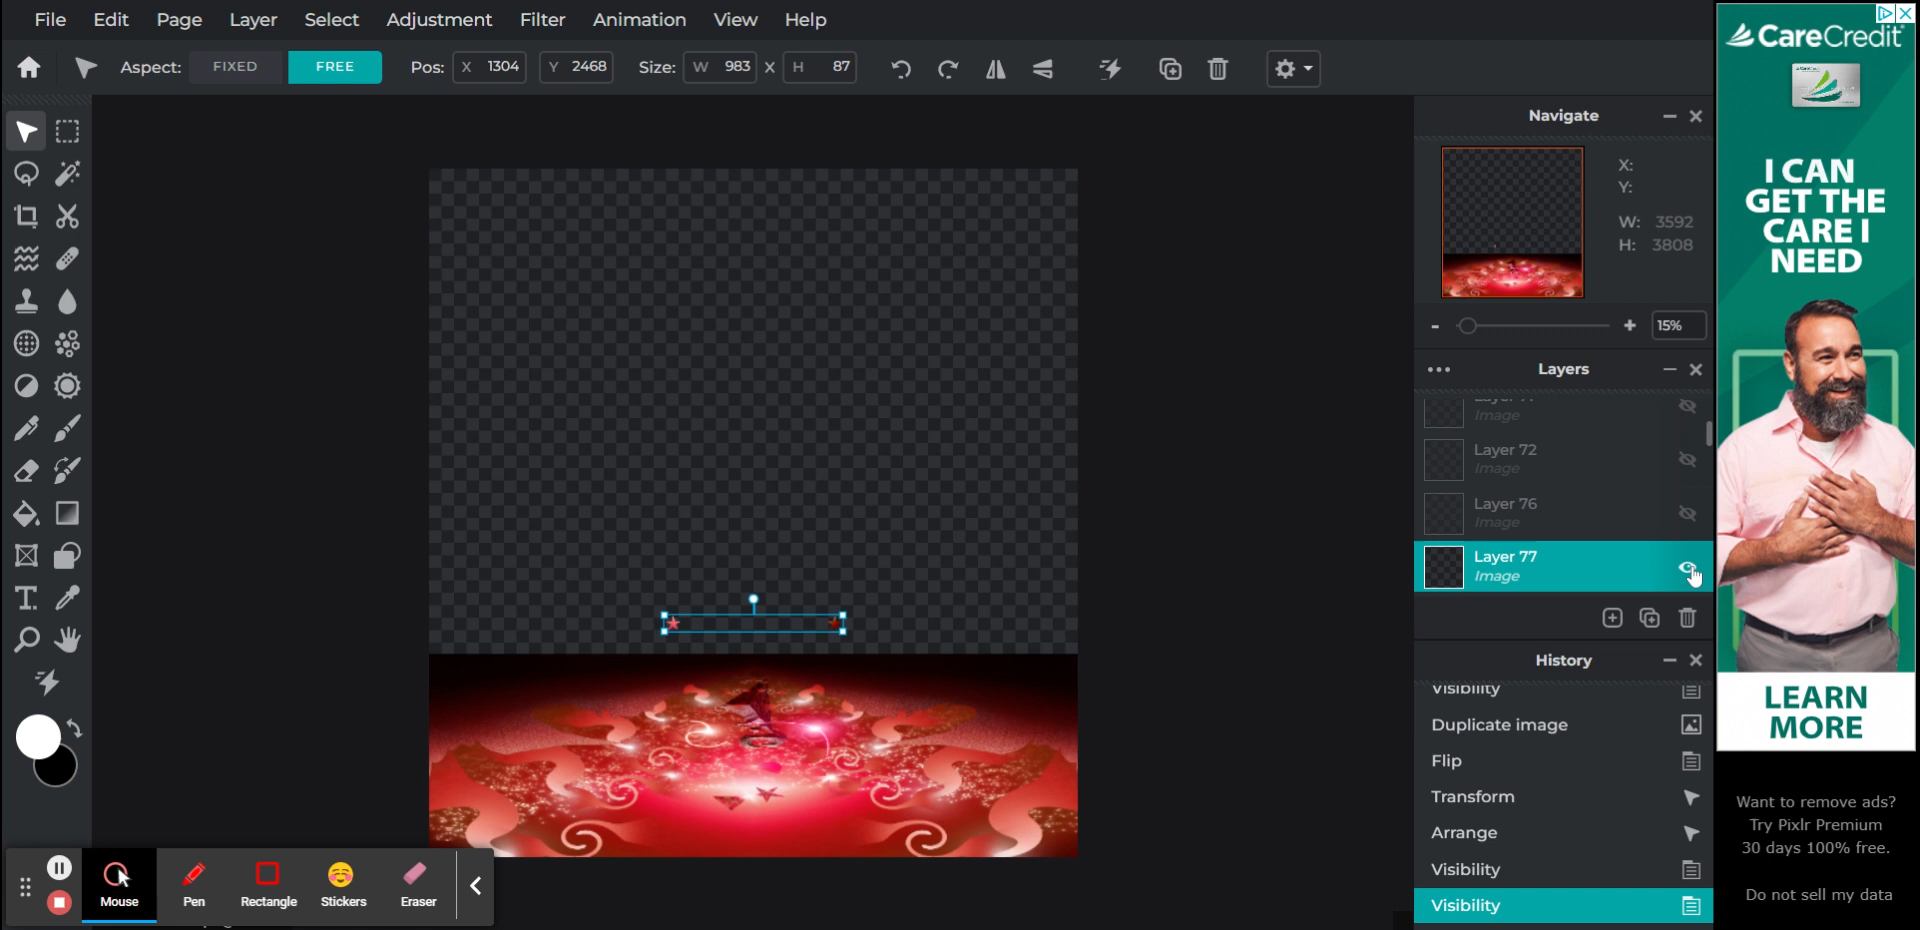 File Edit Page Layer Select Adjustment Filter Animation View Help
Aspect: FIXED FREE Pos: X 1304 Y 2468 Size: W 983 X H 87
Navigate
X:
Y:
W: 3592
H: 3808
- + 15%
Layers
Image
Layer 72
Image
Layer 76
Image
Layer 77
Image
History
Visibility
Duplicate image
Flip
Transform
Arrange
Visibility
Visibility
Mouse Pen Rectangle Stickers Eraser
CareCredit
I CAN
GET THE
CARE I
NEED
LEARN
MORE
Want to remove ads?
Try Pixlr Premium
30 days 100% free.
Do not sell my data